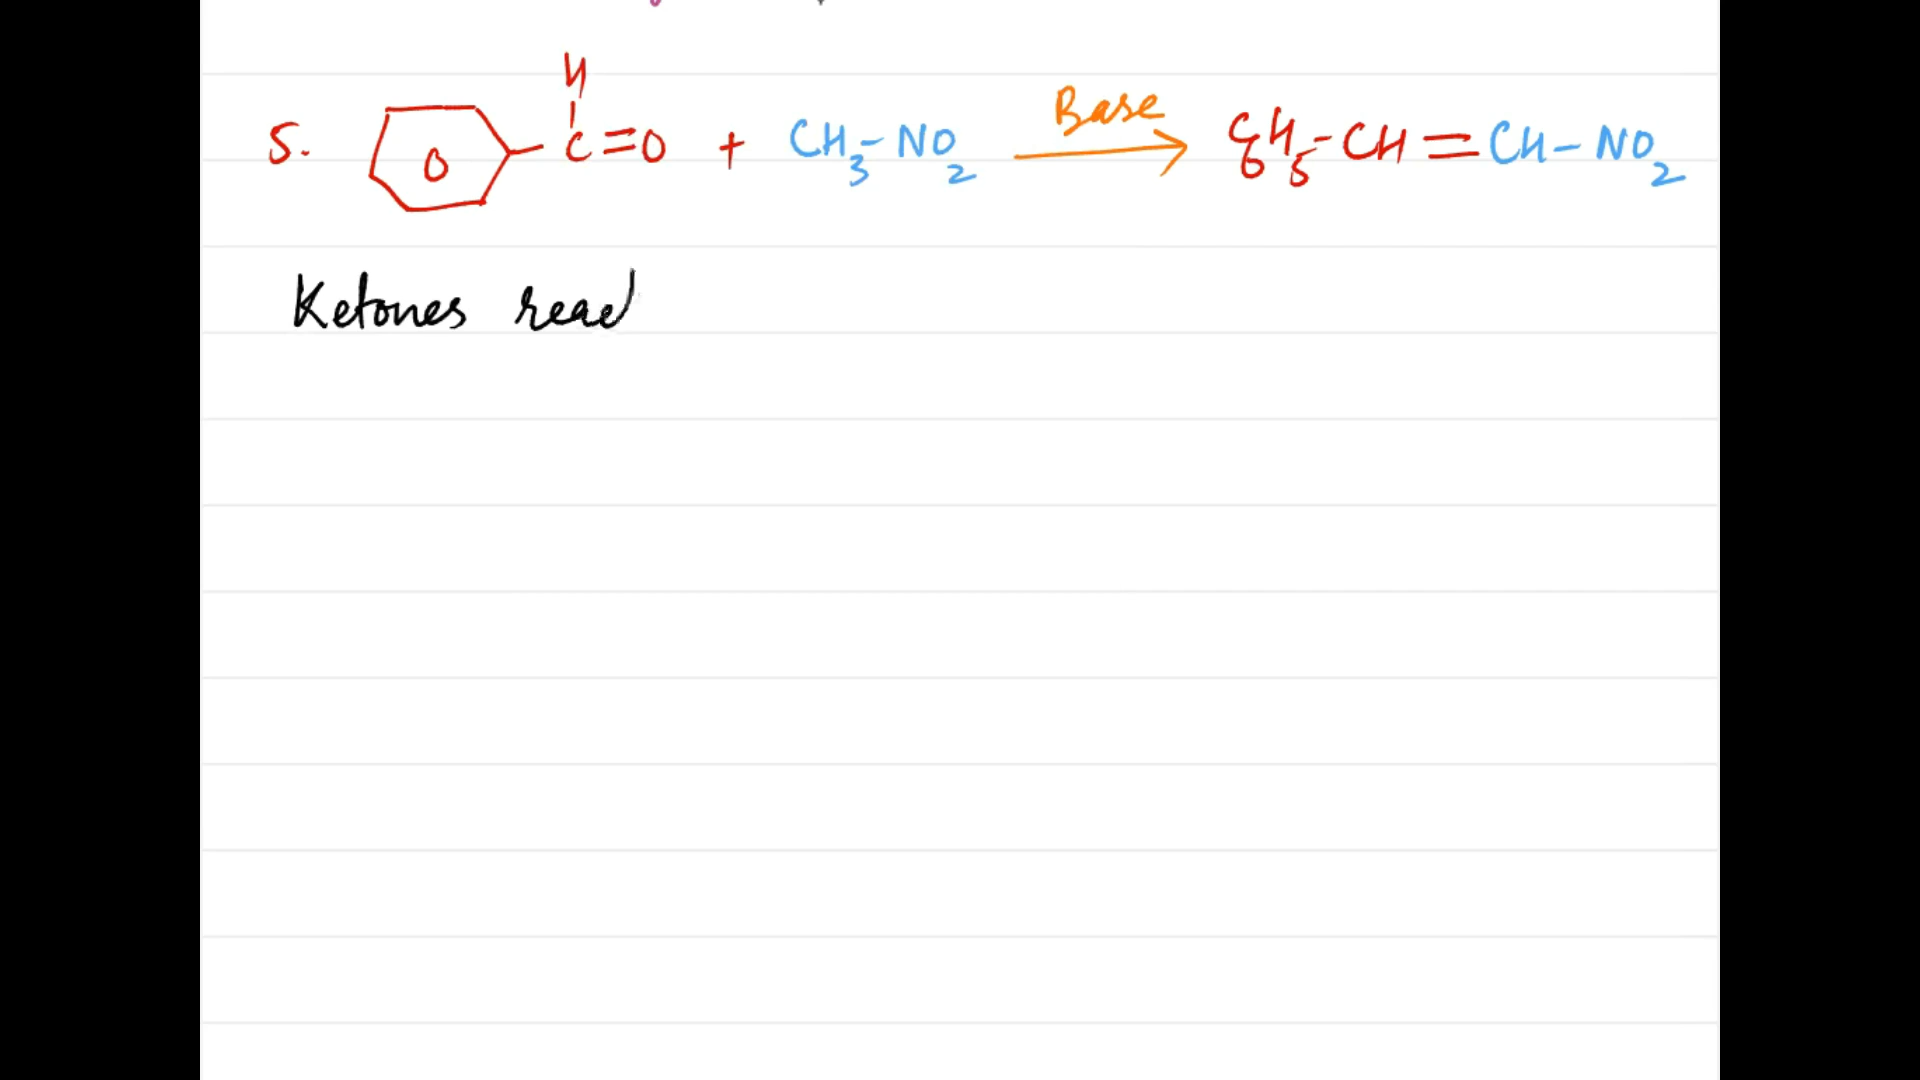 5. C(H)=O + CH3-NO2 Base→ C6H5-CH=CH-NO2
Ketones read